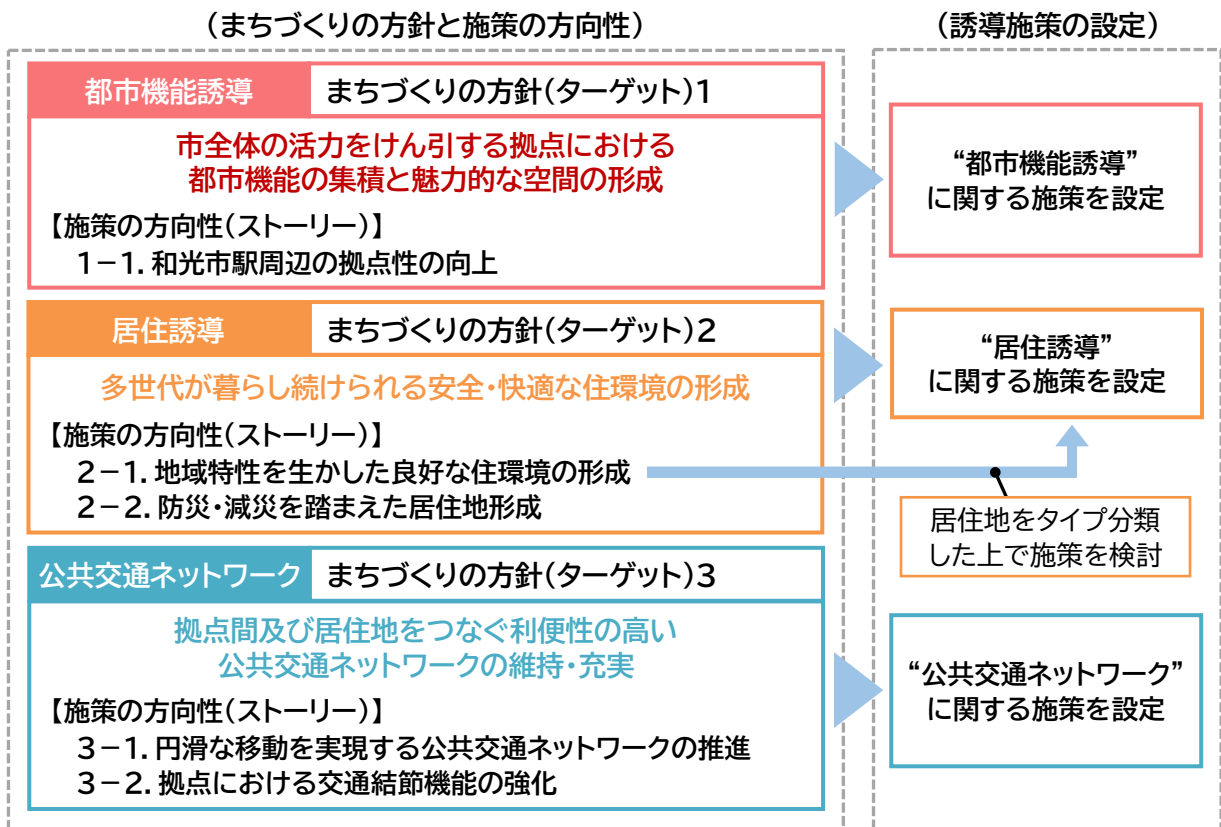 (まちづくりの方針と施策の方向性)
(誘導施策の設定)
都市機能誘導
まちづくりの方針(ターゲット)1
市全体の活力をけん引する拠点における
都市機能の集積と魅力的な空間の形成
【施策の方向性(ストーリー)】
1-1. 和光市駅周辺の拠点性の向上
“都市機能誘導”
に関する施策を設定
居住誘導
まちづくりの方針(ターゲット)2
多世代が暮らし続けられる安全・快適な住環境の形成
【施策の方向性(ストーリー)】
2-1. 地域特性を生かした良好な住環境の形成
2-2. 防災・減災を踏まえた居住地形成
“居住誘導”
に関する施策を設定
居住地をタイプ分類
した上で施策を検討
公共交通ネットワーク
まちづくりの方針(ターゲット)3
拠点間及び居住地をつなぐ利便性の高い
公共交通ネットワークの維持・充実
【施策の方向性(ストーリー)】
3-1. 円滑な移動を実現する公共交通ネットワークの推進
3-2. 拠点における交通結節機能の強化
“公共交通ネットワーク”
に関する施策を設定